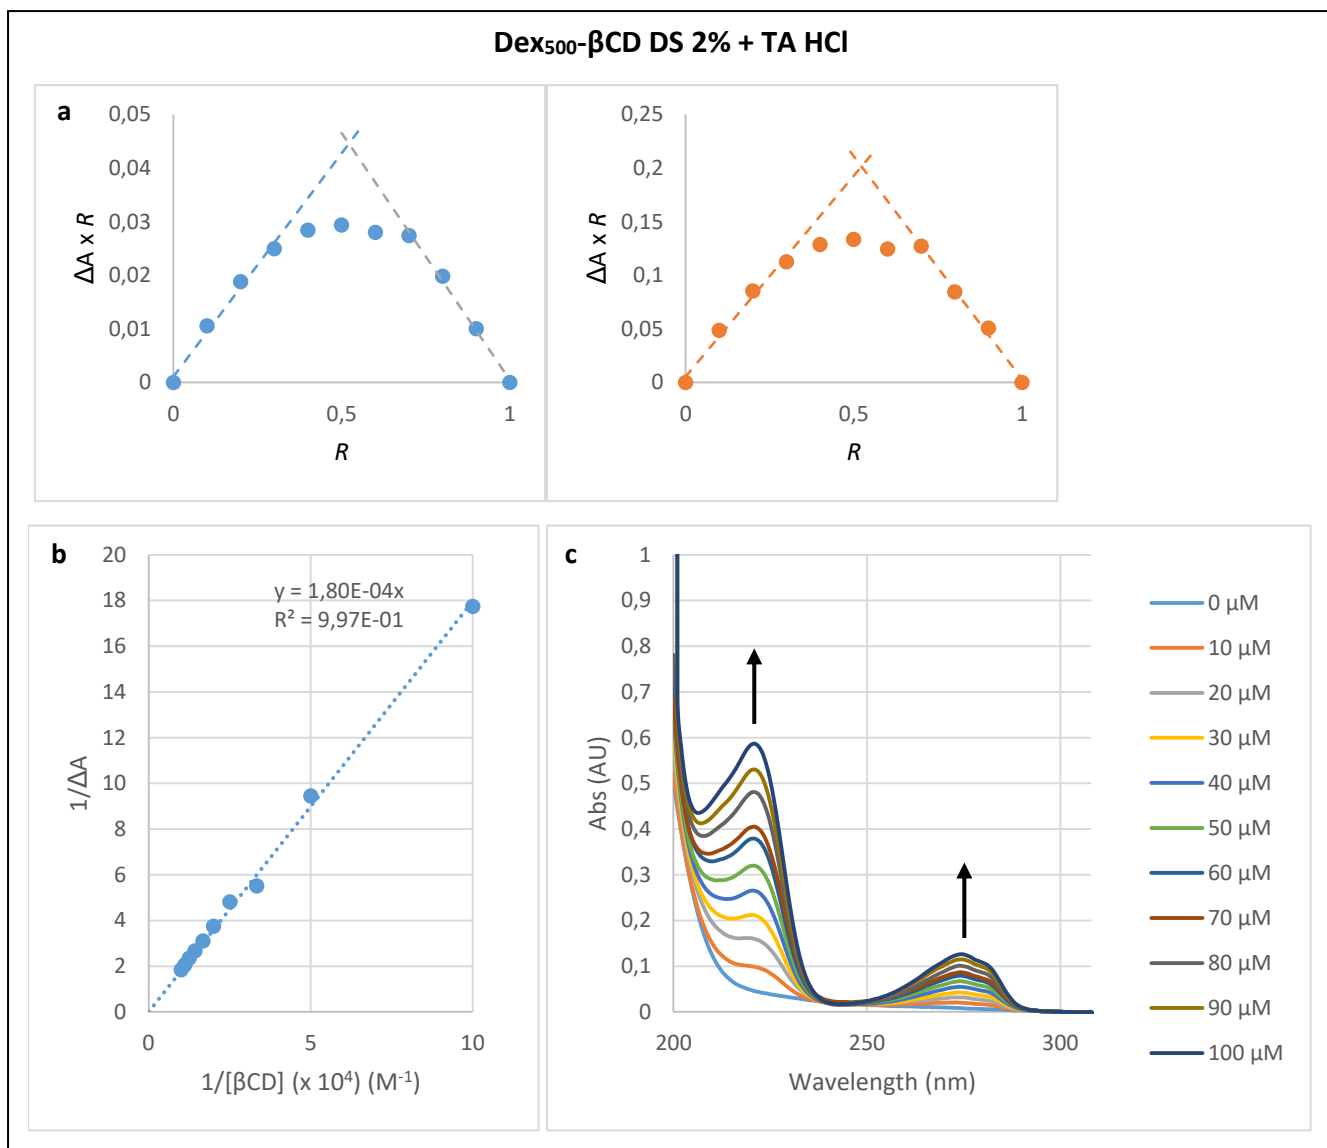 Dex₅₀₀-βCD DS 2% + TA HCl
a
0,05
0,04
0,03
0,02
0,01
0
ΔA x R
0
0,5
1
R
0,25
0,2
0,15
0,1
0,05
0
ΔA x R
0
0,5
1
R
b
20
18
16
14
12
10
8
6
4
2
0
1/ΔA
y = 1,80E-04x
R² = 9,97E-01
0
5
10
1/[βCD] (x 10⁴) (M⁻¹)
c
1
0,9
0,8
0,7
0,6
0,5
0,4
0,3
0,2
0,1
0
Abs (AU)
200
250
300
Wavelength (nm)
0 μM
10 μM
20 μM
30 μM
40 μM
50 μM
60 μM
70 μM
80 μM
90 μM
100 μM